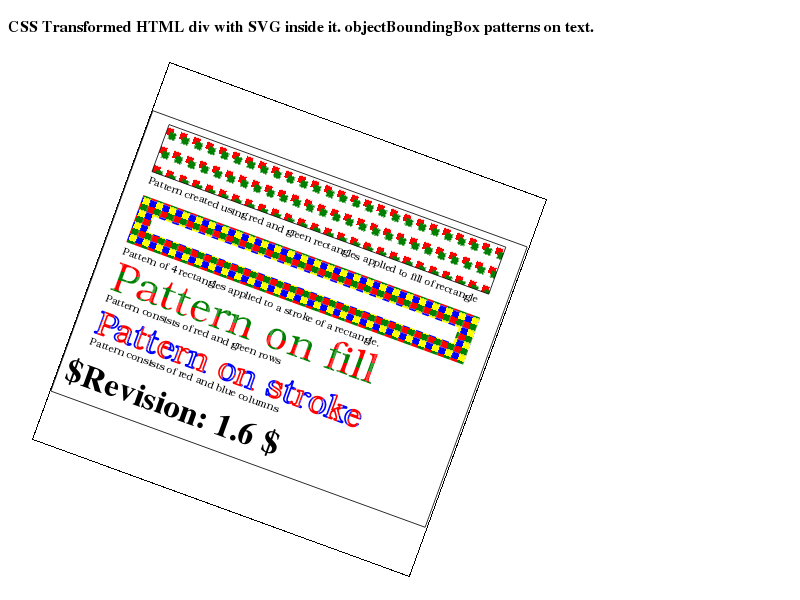 CSS Transformed HTML div with SVG inside it. objectBoundingBox patterns on text.
Pattern created using red and green rectangles applied to fill of rectangle
Pattern of 4 rectangles applied to a stroke of a rectangle.
Pattern on fill
Pattern consists of red and green rows
Pattern on stroke
Pattern consists of red and blue columns
$Revision: 1.6 $